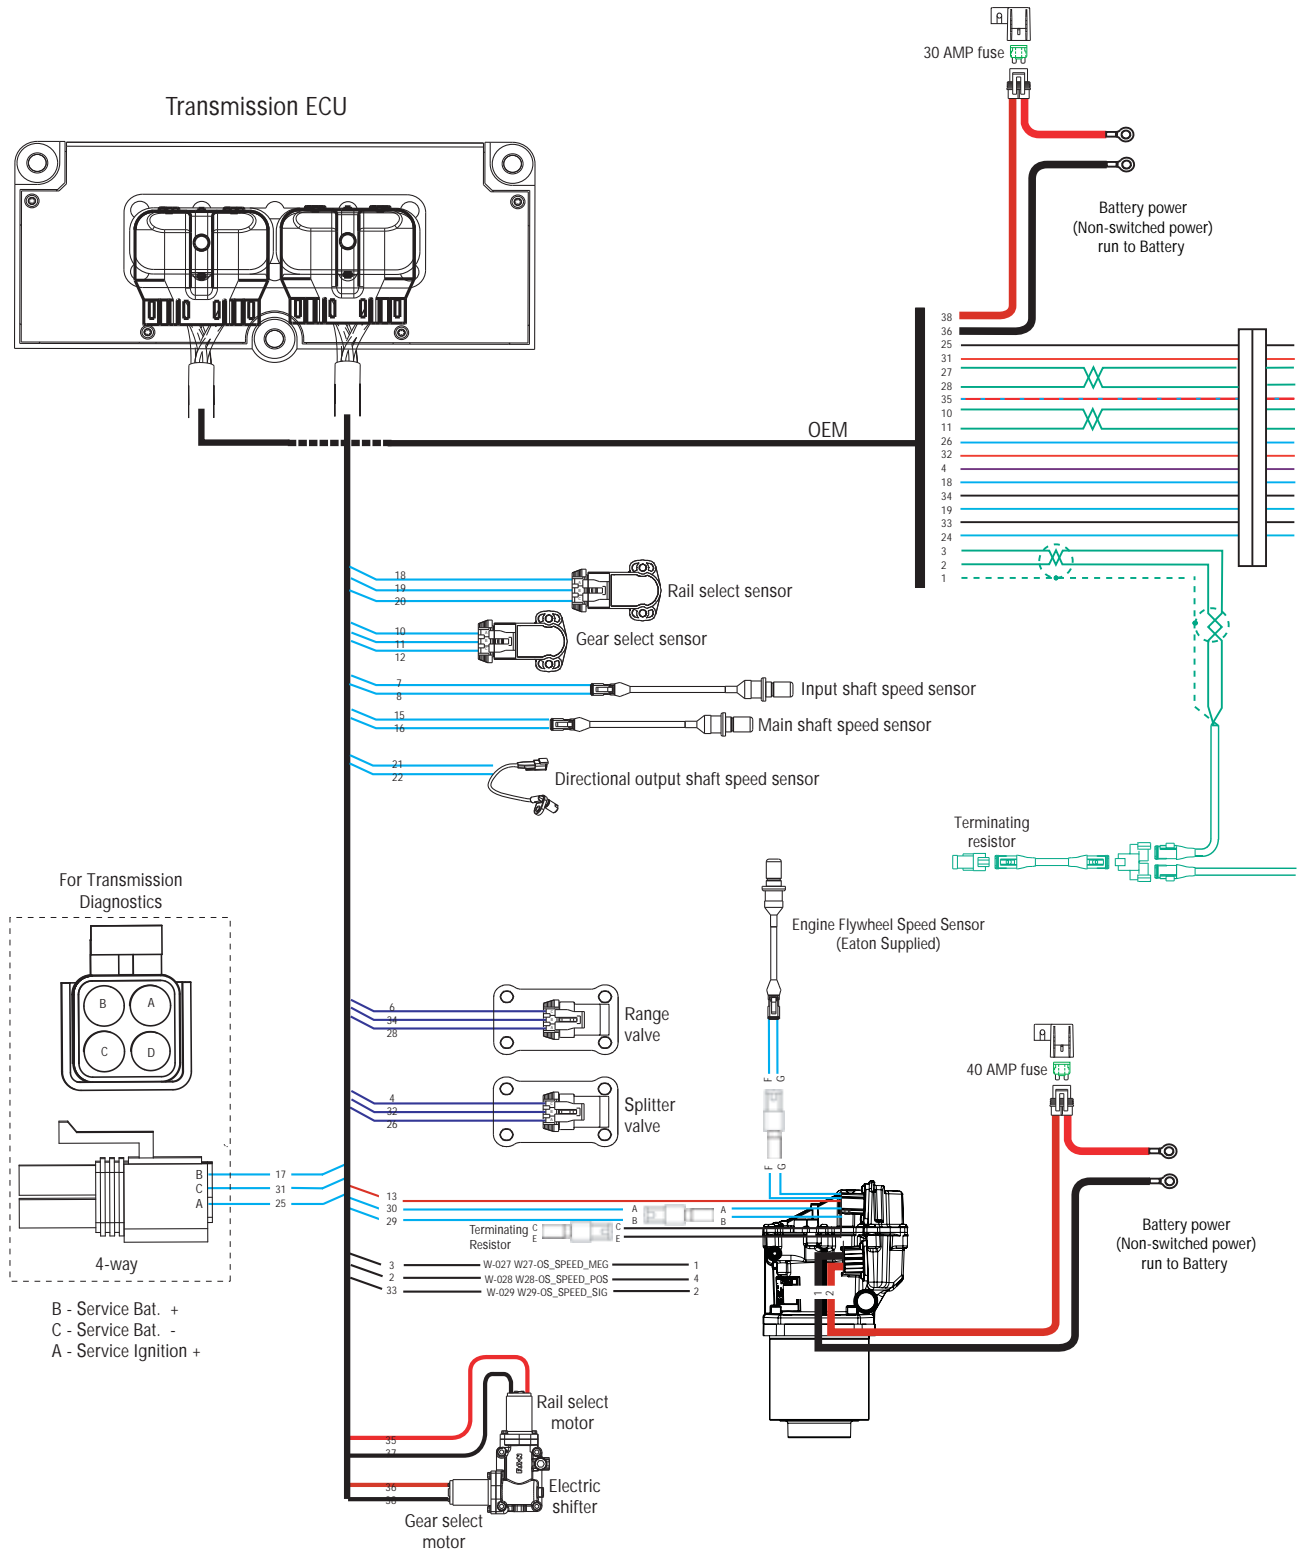 30 AMP fuse
Transmission ECU
Battery power
(Non-switched power)
run to Battery
38
36
25
31
27
28
35
10
11
26
32
4
18
34
19
33
24
3
2
1
OEM
18
19
20
Rail select sensor
10
11
12
Gear select sensor
7
8
Input shaft speed sensor
15
16
Main shaft speed sensor
21
22
Directional output shaft speed sensor
Terminating
resistor
For Transmission
Diagnostics
B
A
C
D
Engine Flywheel Speed Sensor
(Eaton Supplied)
6
34
28
Range
valve
4
32
26
Splitter
valve
F
G
F
G
40 AMP fuse
B
C
A
17
31
25
4-way
B - Service Bat. +
C - Service Bat. -
A - Service Ignition +
13
30
29
A
B
A
B
Terminating
Resistor
C
E
C
E
3
W-027 W27-OS_SPEED_MEG
1
2
W-028 W28-OS_SPEED_POS
4
33
W-029 W29-OS_SPEED_SIG
2
1
2
Battery power
(Non-switched power)
run to Battery
Rail select
motor
35
37
36
38
Electric
shifter
Gear select
motor